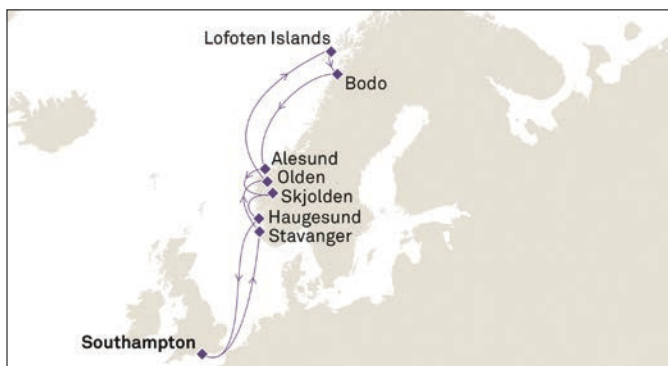 Lofoten Islands
Bodo
Alesund
Olden
Skjolden
Haugesund
Stavanger
Southampton